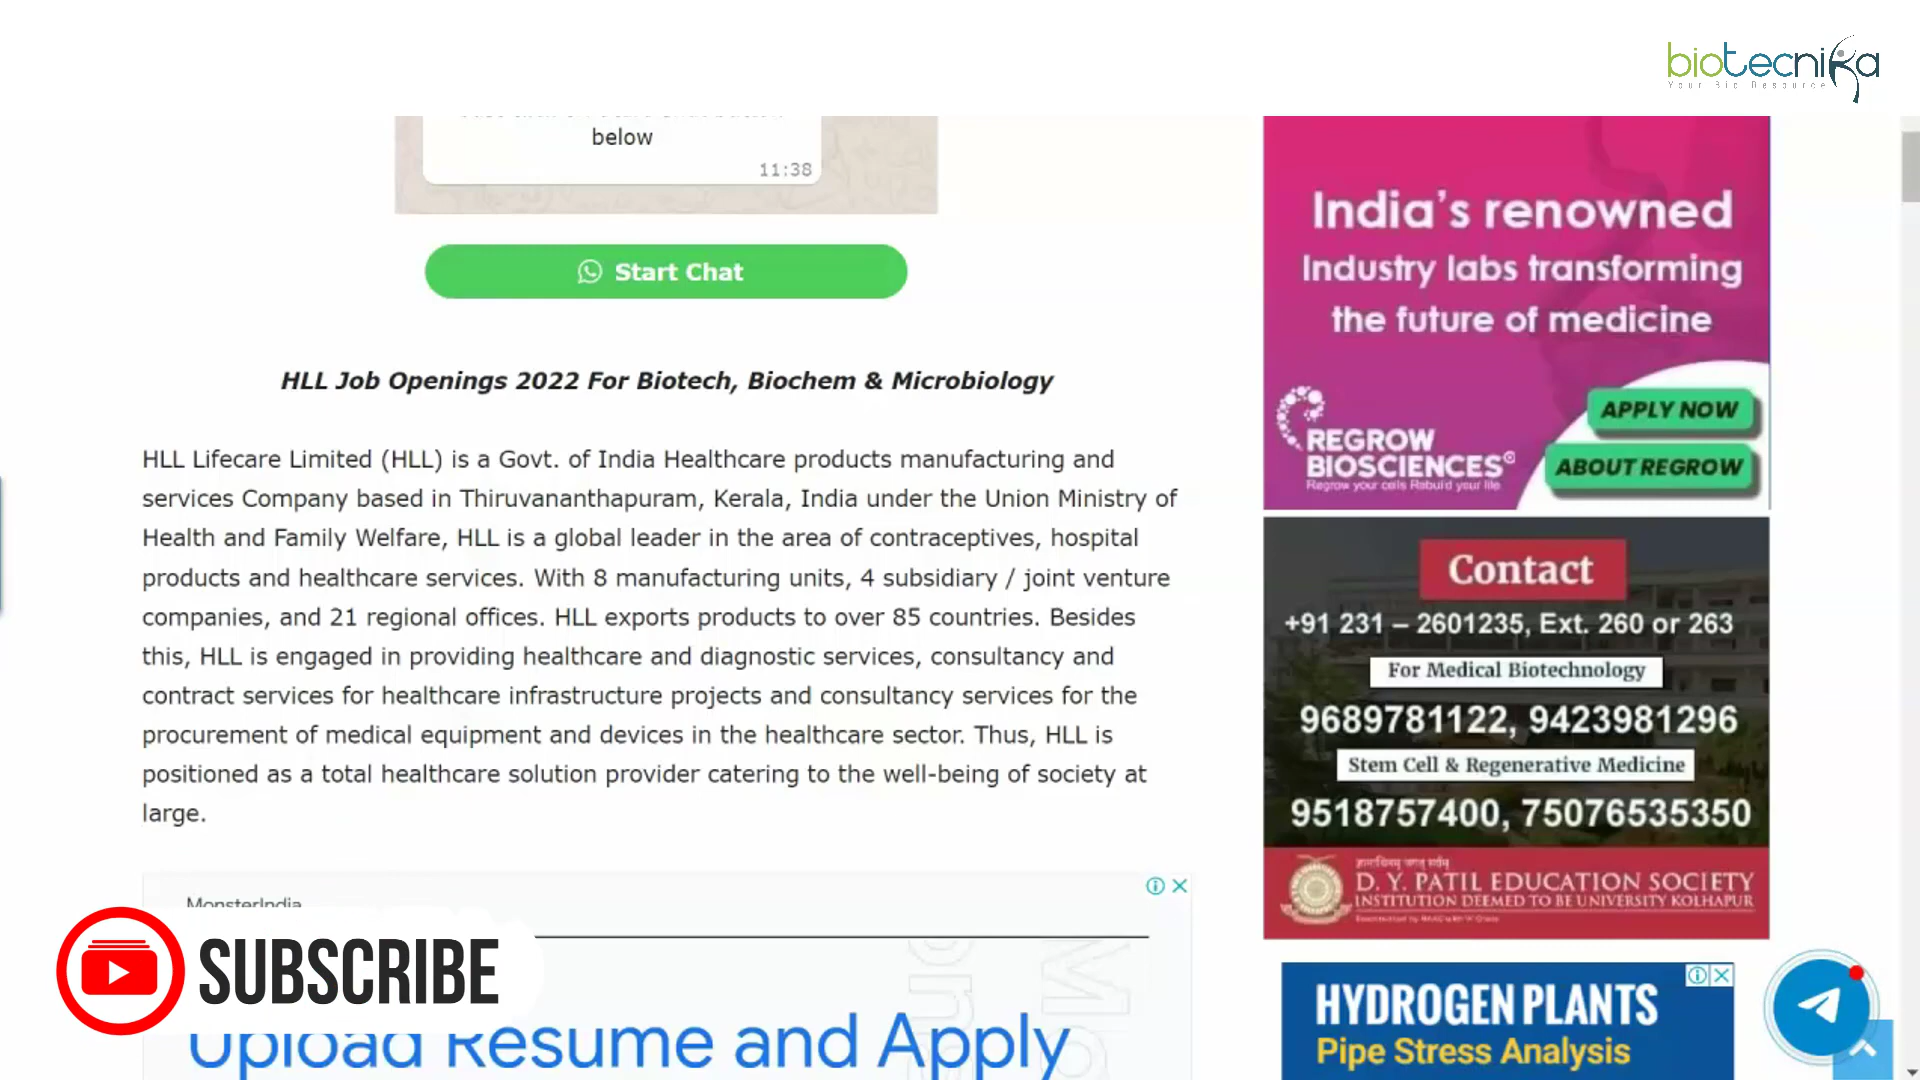 biotecnika
Your Bio Resource
below
11:38
Start Chat
HLL Job Openings 2022 For Biotech, Biochem & Microbiology
HLL Lifecare Limited (HLL) is a Govt. of India Healthcare products manufacturing and
services Company based in Thiruvananthapuram, Kerala, India under the Union Ministry of
Health and Family Welfare, HLL is a global leader in the area of contraceptives, hospital
products and healthcare services. With 8 manufacturing units, 4 subsidiary / joint venture
companies, and 21 regional offices. HLL exports products to over 85 countries. Besides
this, HLL is engaged in providing healthcare and diagnostic services, consultancy and
contract services for healthcare infrastructure projects and consultancy services for the
procurement of medical equipment and devices in the healthcare sector. Thus, HLL is
positioned as a total healthcare solution provider catering to the well-being of society at
large.
MonsterIndia
SUBSCRIBE
Upload Resume and Apply
India's renowned
Industry labs transforming
the future of medicine
APPLY NOW
REGROW
BIOSCIENCES
Regrow your cells Rebuild your life
ABOUT REGROW
Contact
+91 231 – 2601235, Ext. 260 or 263
For Medical Biotechnology
9689781122, 9423981296
Stem Cell & Regenerative Medicine
9518757400, 75076535350
D. Y. PATIL EDUCATION SOCIETY
INSTITUTION DEEMED TO BE UNIVERSITY KOLHAPUR
HYDROGEN PLANTS
Pipe Stress Analysis